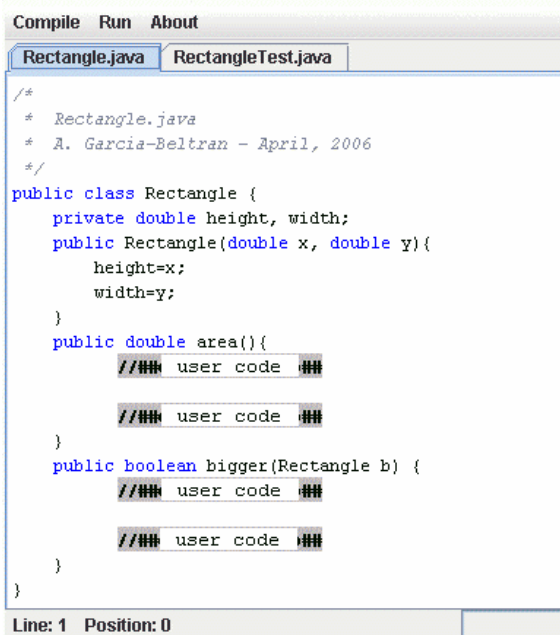 Compile Run About
Rectangle.java RectangleTest.java
/*
 *  Rectangle.java
 *  A. Garcia-Beltran - April, 2006
 */
public class Rectangle {
    private double height, width;
    public Rectangle(double x, double y){
        height=x;
        width=y;
    }
    public double area(){
        //## user code ##
        //## user code ##
    }
    public boolean bigger(Rectangle b) {
        //## user code ##
        //## user code ##
    }
}
Line: 1 Position: 0